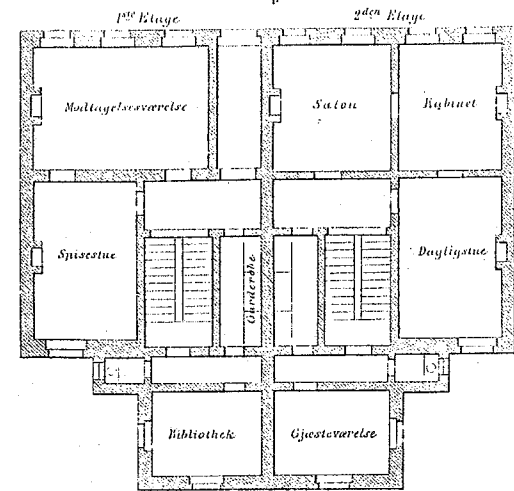 1ste Etage
2den Etage
Modtagelsesværelse
Salon
Kabinet
Spisestue
Garderobe
Dagligstue
Bibliothek
Gjæsteværelse